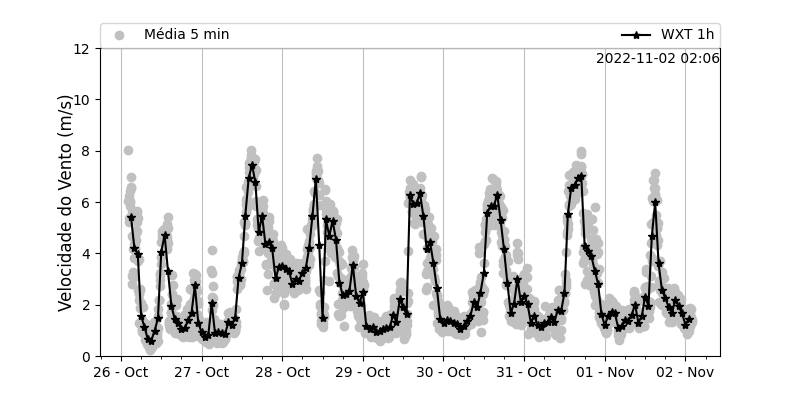 Média 5 min
WXT 1h
2022-11-02 02:06
Velocidade do Vento (m/s)
12
10
8
6
4
2
0
26 - Oct
27 - Oct
28 - Oct
29 - Oct
30 - Oct
31 - Oct
01 - Nov
02 - Nov